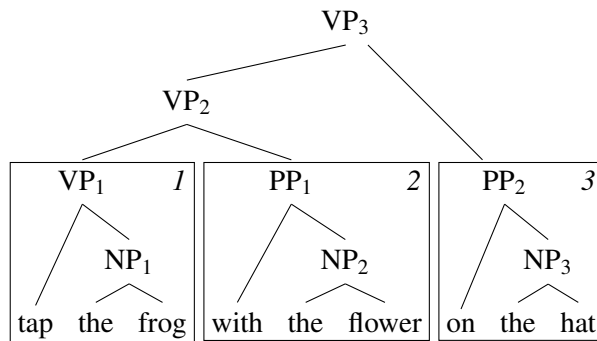 VP₃
VP₂
VP₁ 1 PP₁ 2 PP₂ 3
NP₁ NP₂ NP₃
tap the frog with the flower on the hat